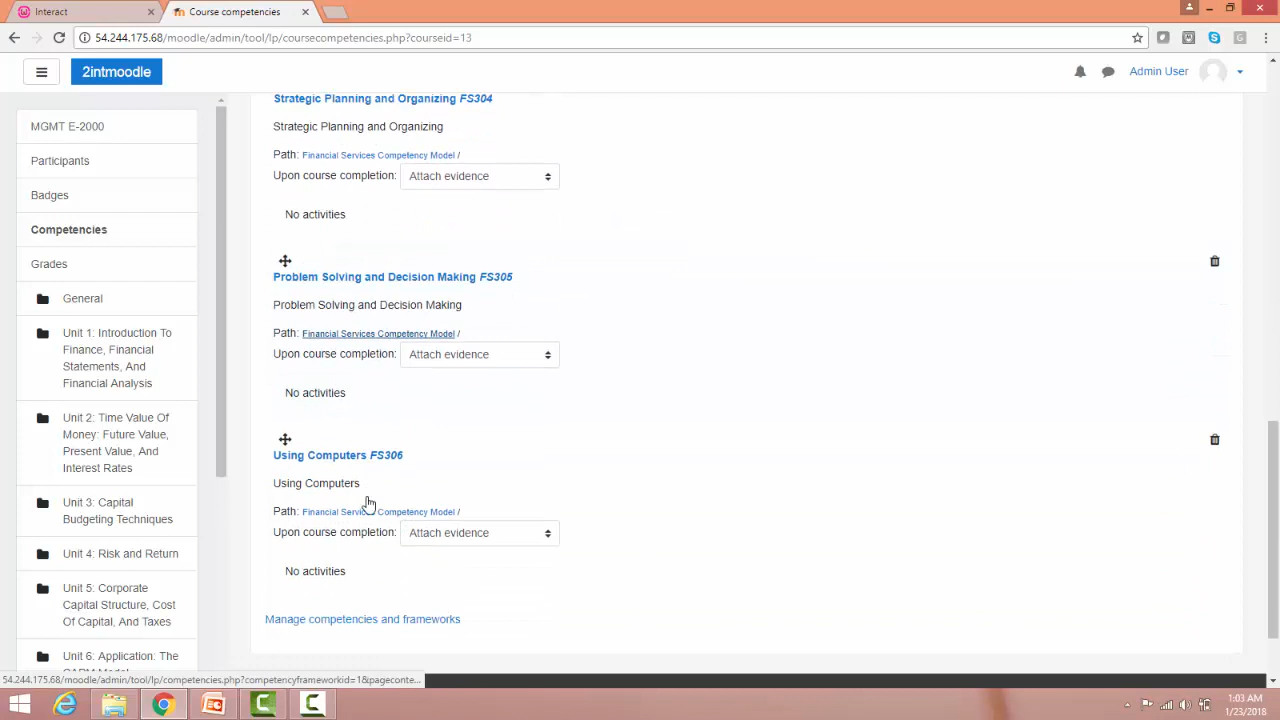 Interact
Course competencies
54.244.175.68/moodle/admin/tool/lp/coursecompetencies.php?courseid=13
2intmoodle
Admin User
MGMT E-2000
Participants
Badges
Competencies
Grades
General
Unit 1: Introduction To
Finance, Financial
Statements, And
Financial Analysis
Unit 2: Time Value Of
Money: Future Value,
Present Value, And
Interest Rates
Unit 3: Capital
Budgeting Techniques
Unit 4: Risk and Return
Unit 5: Corporate
Capital Structure, Cost
Of Capital, And Taxes
Unit 6: Application: The
Strategic Planning and Organizing FS304
Strategic Planning and Organizing
Path: Financial Services Competency Model /
Upon course completion: Attach evidence
No activities
Problem Solving and Decision Making FS305
Problem Solving and Decision Making
Path: Financial Services Competency Model /
Upon course completion: Attach evidence
No activities
Using Computers FS306
Using Computers
Path: Financial Services Competency Model /
Upon course completion: Attach evidence
No activities
Manage competencies and frameworks
54.244.175.68/moodle/admin/tool/lp/competencies.php?competencyframeworkid=1&pageconte...
1:03 AM
1/23/2018